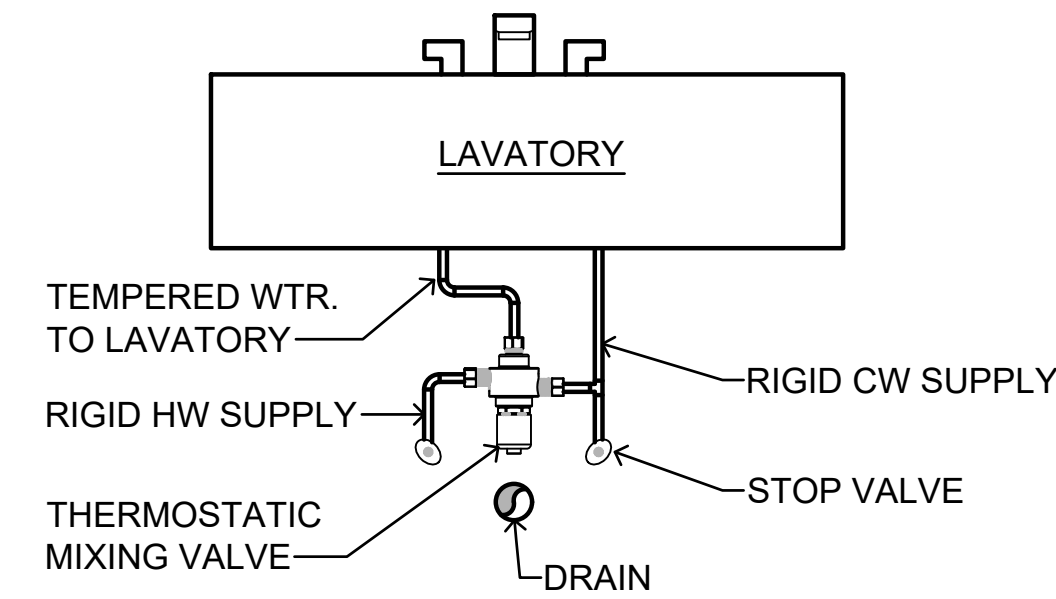 LAVATORY
TEMPERED WTR.
TO LAVATORY
RIGID CW SUPPLY
RIGID HW SUPPLY
STOP VALVE
THERMOSTATIC
MIXING VALVE
DRAIN